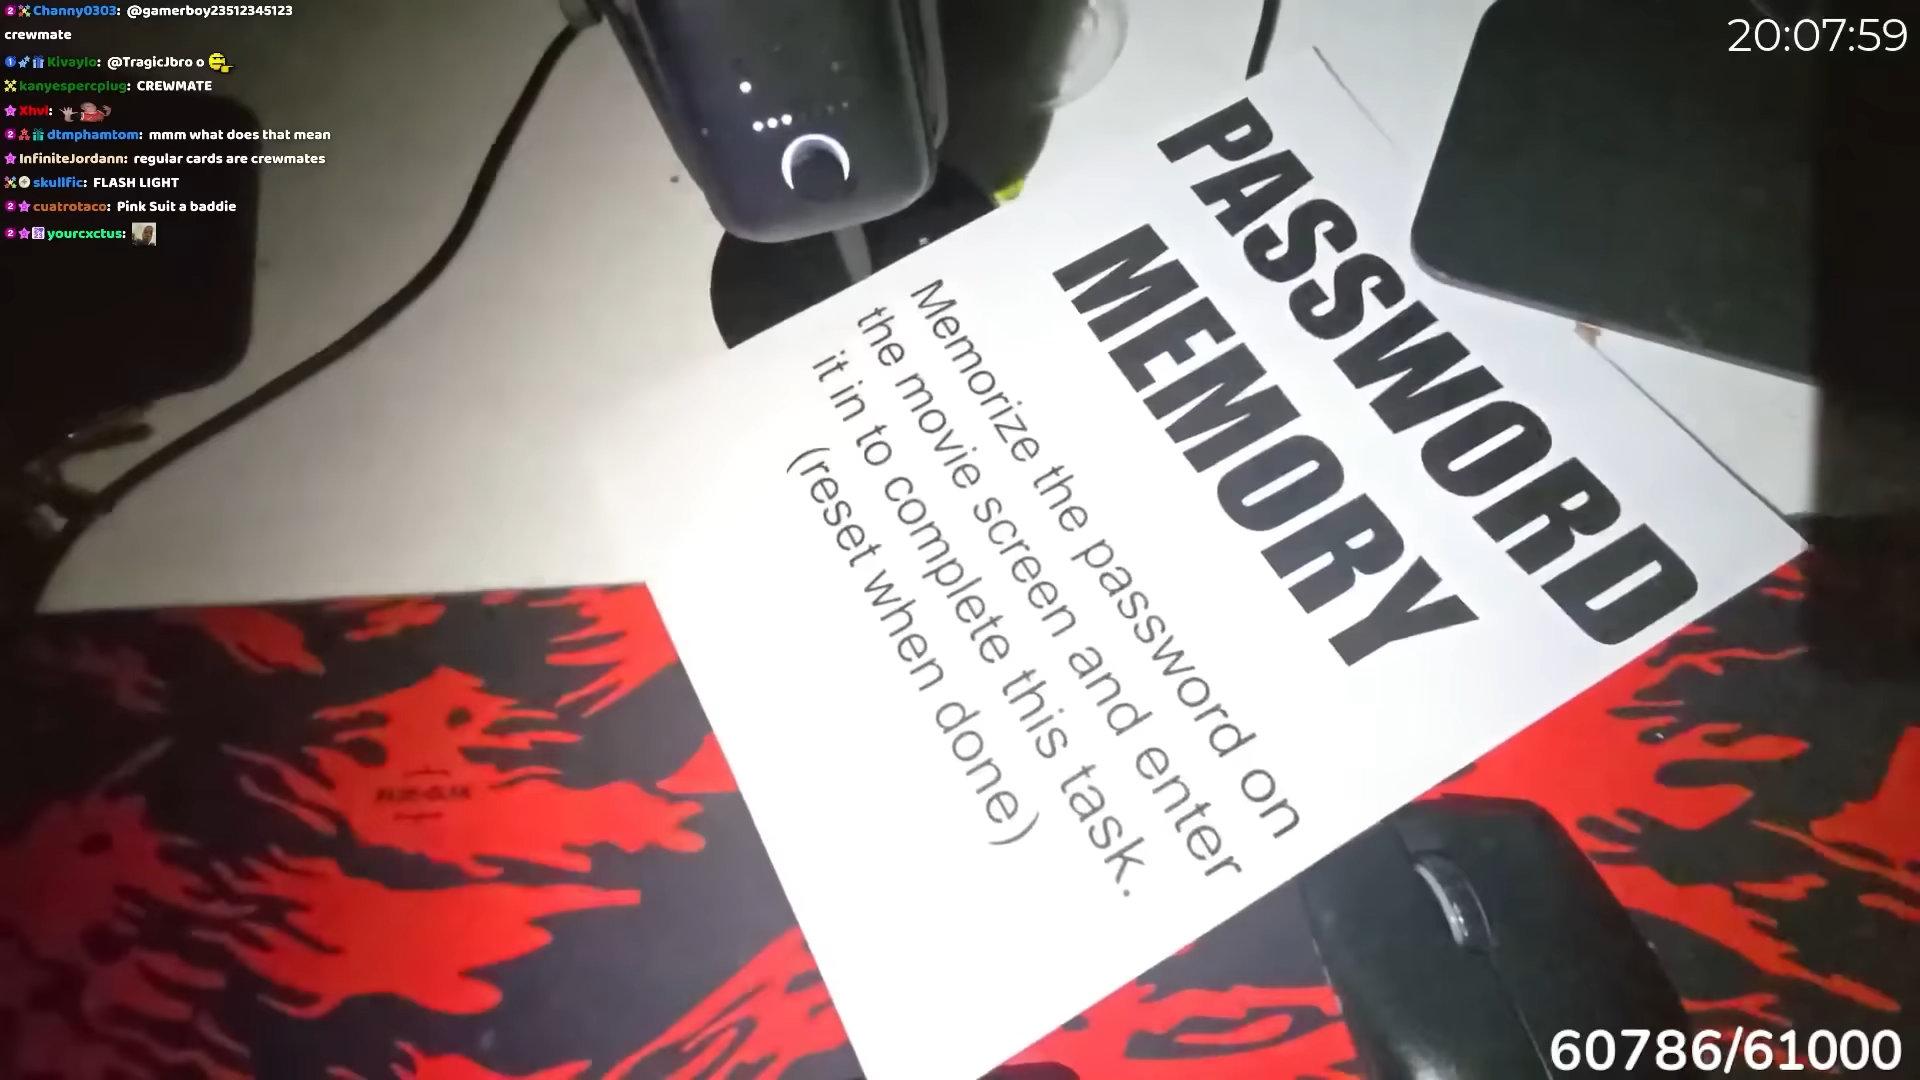 Channy0303: @gamerboy23512345123
crewmate
Kivaylo: @TragicJbro o
kanyespercplug: CREWMATE
Xhvl:
dtmphamtom: mmm what does that mean
InfiniteJordann: regular cards are crewmates
skullfic: FLASH LIGHT
cuatrotaco: Pink Suit a baddie
yourcxctus:
20:07:59
PASSWORD
MEMORY
Memorize the password on
the movie screen and enter
it in to complete this task.
(reset when done)
60786/61000